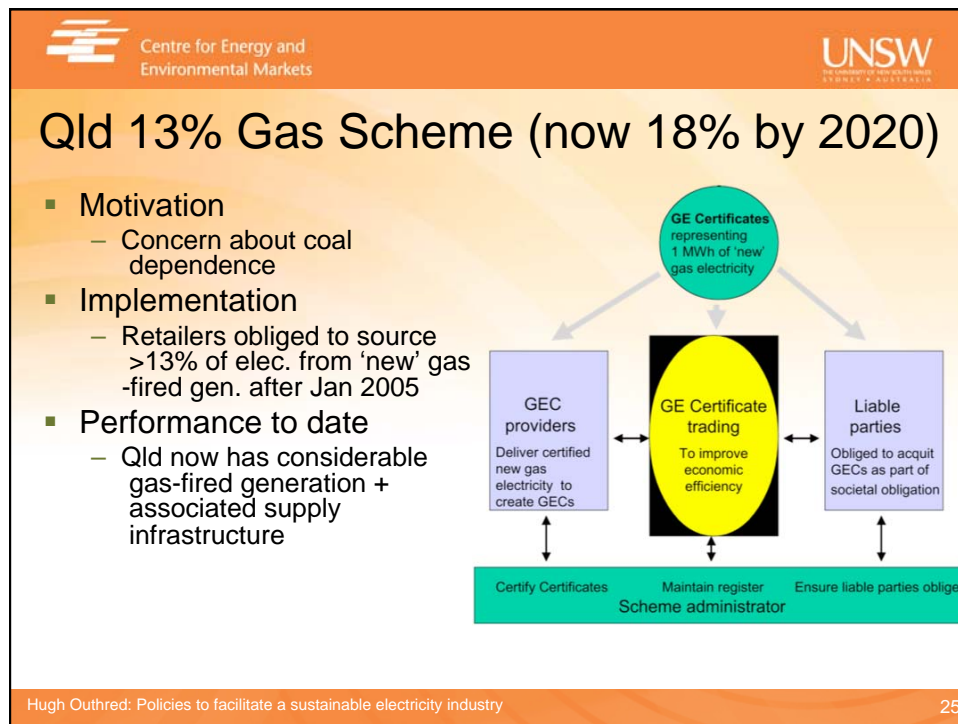 Centre for Energy and
Environmental Markets
UNSW
THE UNIVERSITY OF NEW SOUTH WALES
SYDNEY • AUSTRALIA
Qld 13% Gas Scheme (now 18% by 2020)
▪ Motivation
– Concern about coal
dependence
▪ Implementation
– Retailers obliged to source
>13% of elec. from ‘new’ gas
-fired gen. after Jan 2005
▪ Performance to date
– Qld now has considerable
gas-fired generation +
associated supply
infrastructure
GE Certificates
representing
1 MWh of ‘new’
gas electricity
GEC
providers
Deliver certified
new gas
electricity to
create GECs
GE Certificate
trading
To improve
economic
efficiency
Liable
parties
Obliged to acquire
GECs as part of
societal obligation
Certify Certificates
Maintain register
Ensure liable parties oblige
Scheme administrator
Hugh Outhred: Policies to facilitate a sustainable electricity industry
25